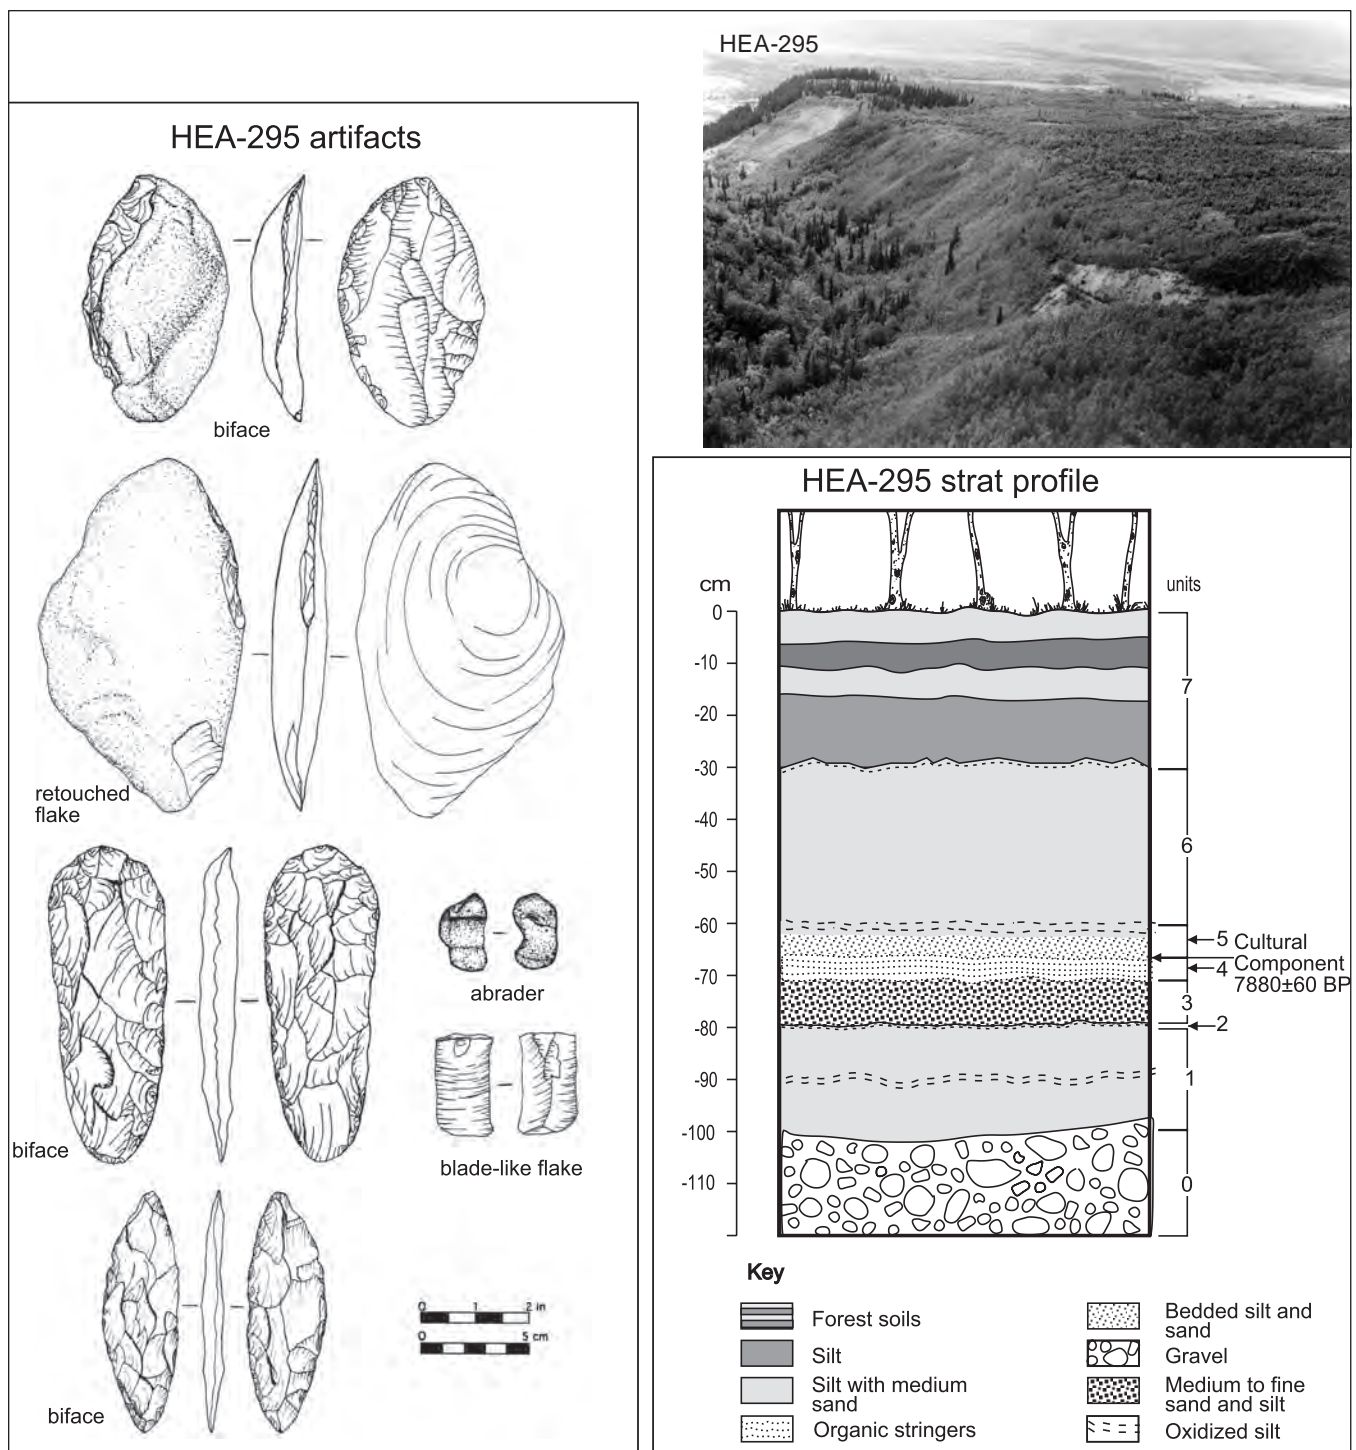 HEA-295
HEA-295 artifacts
biface
retouched
flake
biface
abrader
blade-like flake
biface
0 1 2 in
0 5 cm
HEA-295 strat profile
cm
units
0
-10
-20
-30
-40
-50
-60
-70
-80
-90
-100
-110
7
6
5 Cultural
Component
4
7880±60 BP
3
2
1
0
Key
Forest soils
Silt
Silt with medium
sand
Organic stringers
Bedded silt and
sand
Gravel
Medium to fine
sand and silt
Oxidized silt